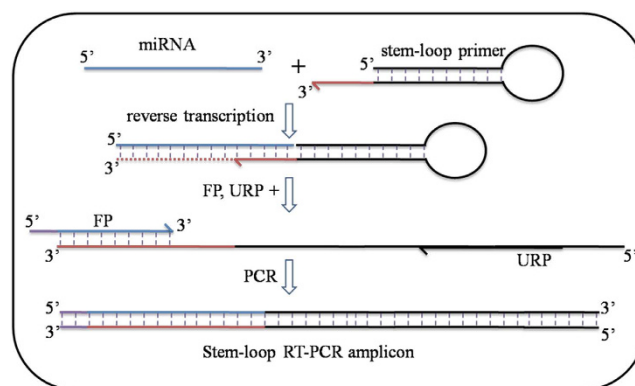 miRNA
5’ 3’
+
stem-loop primer
5’
3’
reverse transcription
5’
3’
FP, URP +
5’ FP 3’
3’ 5’
URP
PCR
5’ 3’
3’ 5’
Stem-loop RT-PCR amplicon